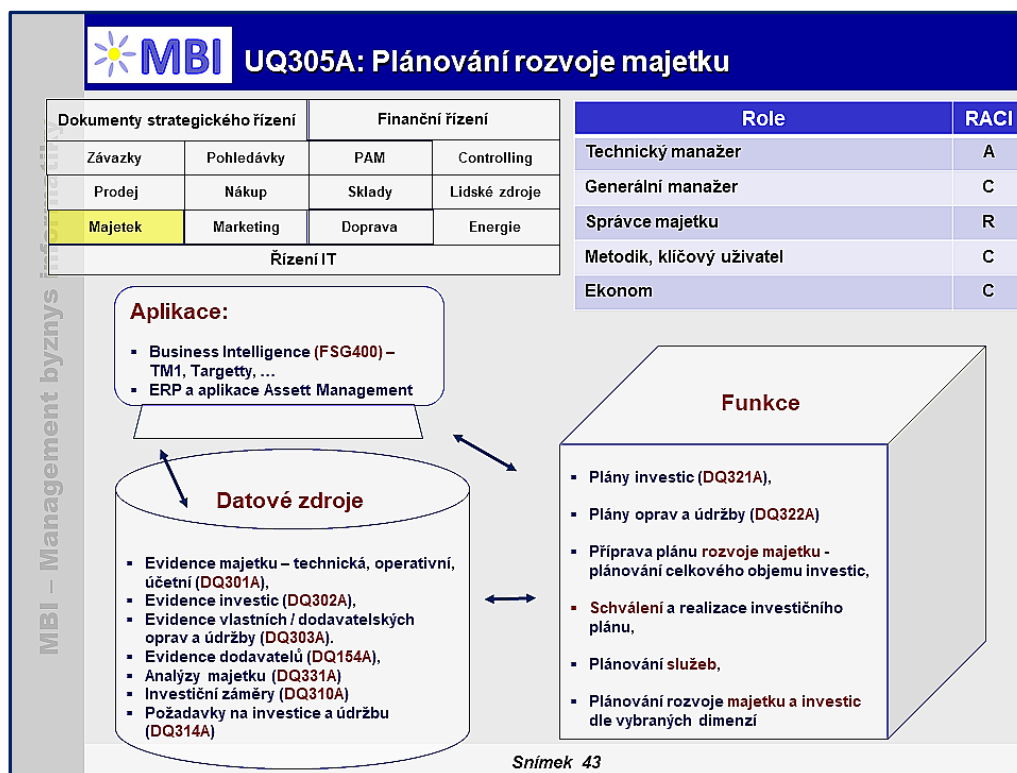 MBI
UQ305A: Plánování rozvoje majetku
MBI – Management byznys informatiky
Dokumenty strategického řízení
Finanční řízení
Závazky
Pohledávky
PAM
Controlling
Prodej
Nákup
Sklady
Lidské zdroje
Majetek
Marketing
Doprava
Energie
Řízení IT
Role
RACI
Technický manažer
A
Generální manažer
C
Správce majetku
R
Metodik, klíčový uživatel
C
Ekonom
C
Aplikace:
▪ Business Intelligence (FSG400) –
TM1, Targetty, ...
▪ ERP a aplikace Assett Management
Datové zdroje
▪ Evidence majetku – technická, operativní,
účetní (DQ301A),
▪ Evidence investic (DQ302A),
▪ Evidence vlastních / dodavatelských
oprav a údržby (DQ303A).
▪ Evidence dodavatelů (DQ154A),
▪ Analýzy majetku (DQ331A)
▪ Investiční záměry (DQ310A)
▪ Požadavky na investice a údržbu
(DQ314A)
Funkce
▪ Plány investic (DQ321A),
▪ Plány oprav a údržby (DQ322A)
▪ Příprava plánu rozvoje majetku -
plánování celkového objemu investic,
▪ Schválení a realizace investičního
plánu,
▪ Plánování služeb,
▪ Plánování rozvoje majetku a investic
dle vybraných dimenzí
Snímek 43